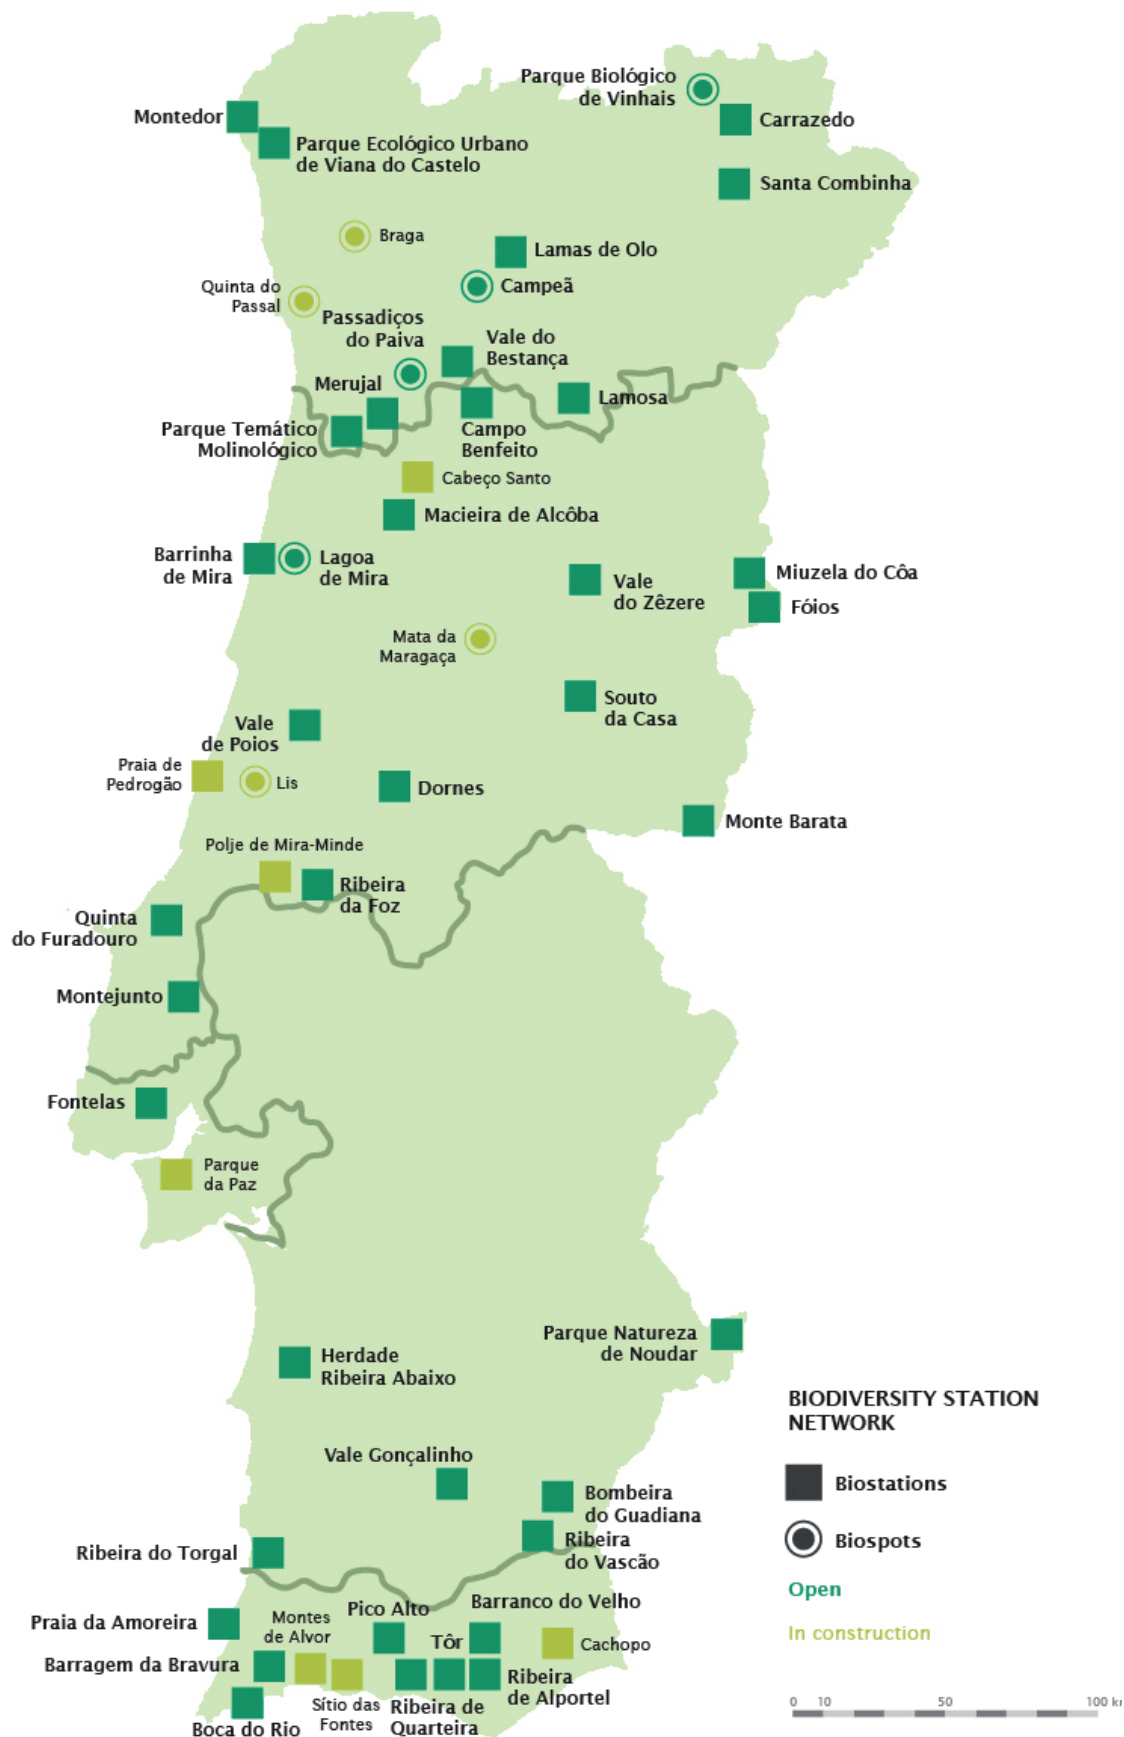 Parque Biológico
de Vinhais
Montedor
Carrazedo
Parque Ecológico Urbano
de Viana do Castelo
Santa Combinha
Braga
Lamas de Olo
Quinta do
Passal
Campeã
Passadiços
do Paiva
Vale do
Bestança
Merujal
Lamosa
Parque Temático
Molinológico
Campo
Benfeito
Cabeço Santo
Macieira de Alcôba
Barrinha
de Mira
Lagoa
de Mira
Vale
do Zêzere
Miuzela do Côa
Fóios
Mata da
Maragaça
Souto
da Casa
Vale
de Poios
Praia de
Pedrogão
Lis
Dornes
Monte Barata
Polje de Mira-Minde
Ribeira
da Foz
Quinta
do Furadouro
Montejunto
Fontelas
Parque
da Paz
Parque Natureza
de Noudar
Herdade
Ribeira Abaixo
BIODIVERSITY STATION
NETWORK
Vale Gonçalinho
Biostations
Bombeira
do Guadiana
Biospots
Ribeira
do Vascão
Ribeira do Torgal
Open
Praia da Amoreira
Montes
de Alvor
Pico Alto
Barranco do Velho
In construction
Tôr
Cachopo
Barragem da Bravura
Ribeira
de Alportel
Boca do Rio
Sítio das
Fontes
Ribeira de
Quarteira
0 10 50 100 km